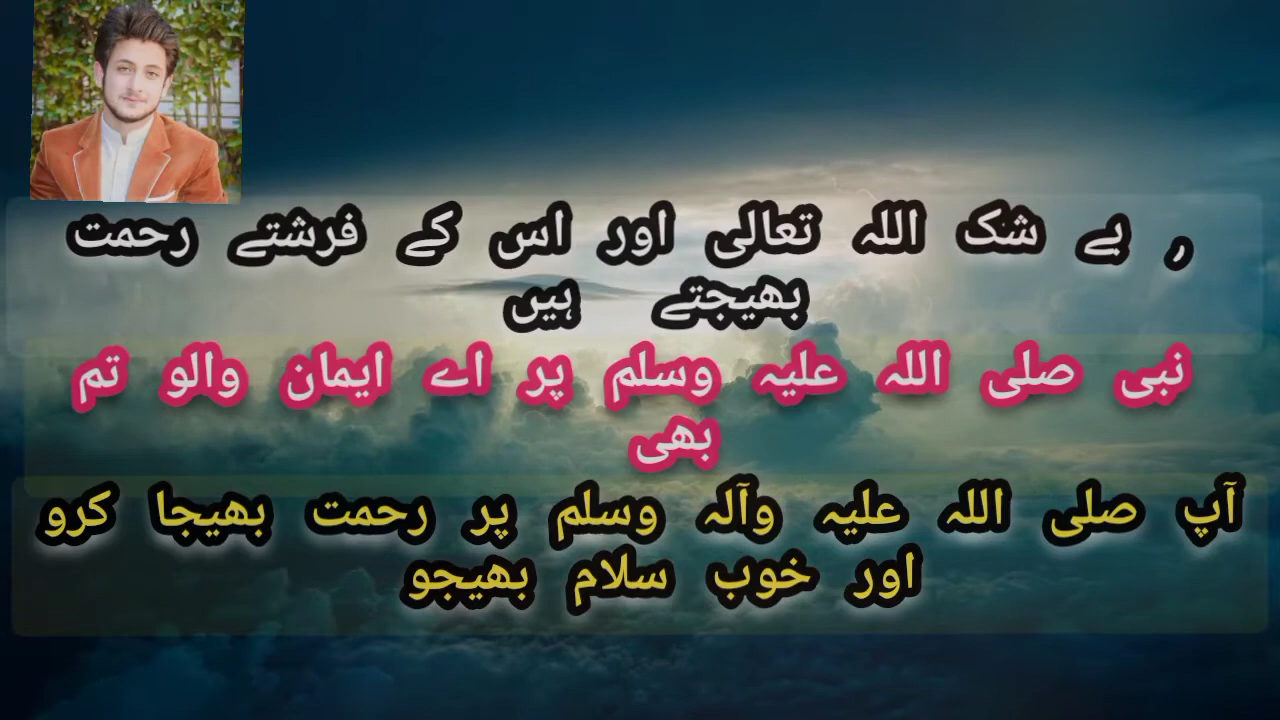 ر بے شک اللہ تعالی اور اس کے فرشتے رحمت
بھیجتے ہیں
نبی صلی اللہ علیہ وسلم پر اے ایمان والو تم
بھی
آپ صلی اللہ علیہ وآلہ وسلم پر رحمت بھیجا کرو
اور خوب سلام بھیجو